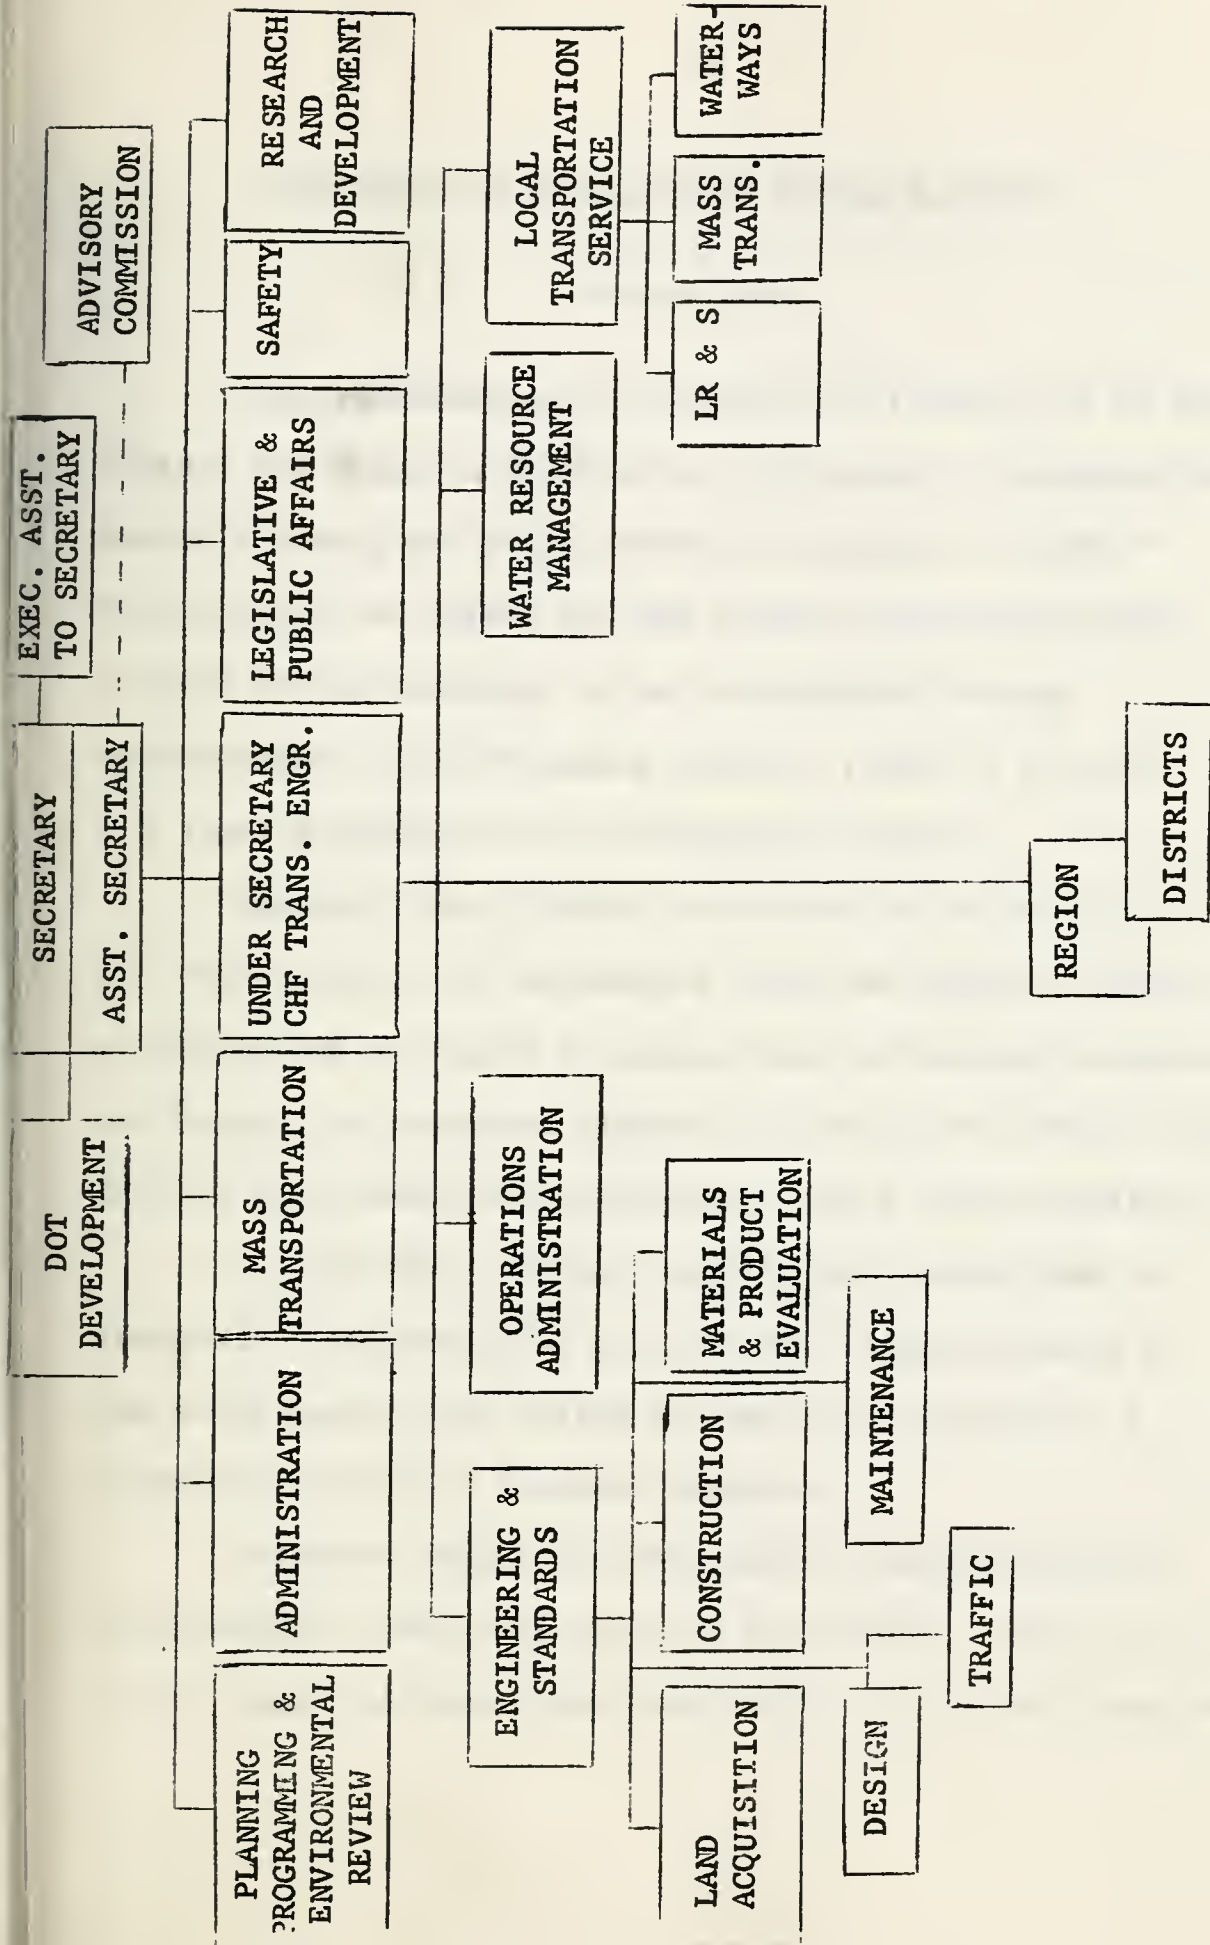 DOT
DEVELOPMENT
SECRETARY
ASST. SECRETARY
EXEC. ASST.
TO SECRETARY
ADVISORY
COMMISSION
PLANNING
PROGRAMMING &
ENVIRONMENTAL
REVIEW
ADMINISTRATION
MASS
TRANSPORTATION
UNDER SECRETARY
CHF TRANS. ENGR.
LEGISLATIVE &
PUBLIC AFFAIRS
SAFETY
RESEARCH
AND
DEVELOPMENT
ENGINEERING &
STANDARDS
OPERATIONS
ADMINISTRATION
WATER RESOURCE
MANAGEMENT
LOCAL
TRANSPORTATION
SERVICE
LAND
ACQUISITION
CONSTRUCTION
MATERIALS
& PRODUCT
EVALUATION
LR & S
MASS
TRANS.
WATER-
WAYS
DESIGN
MAINTENANCE
TRAFFIC
REGION
DISTRICTS